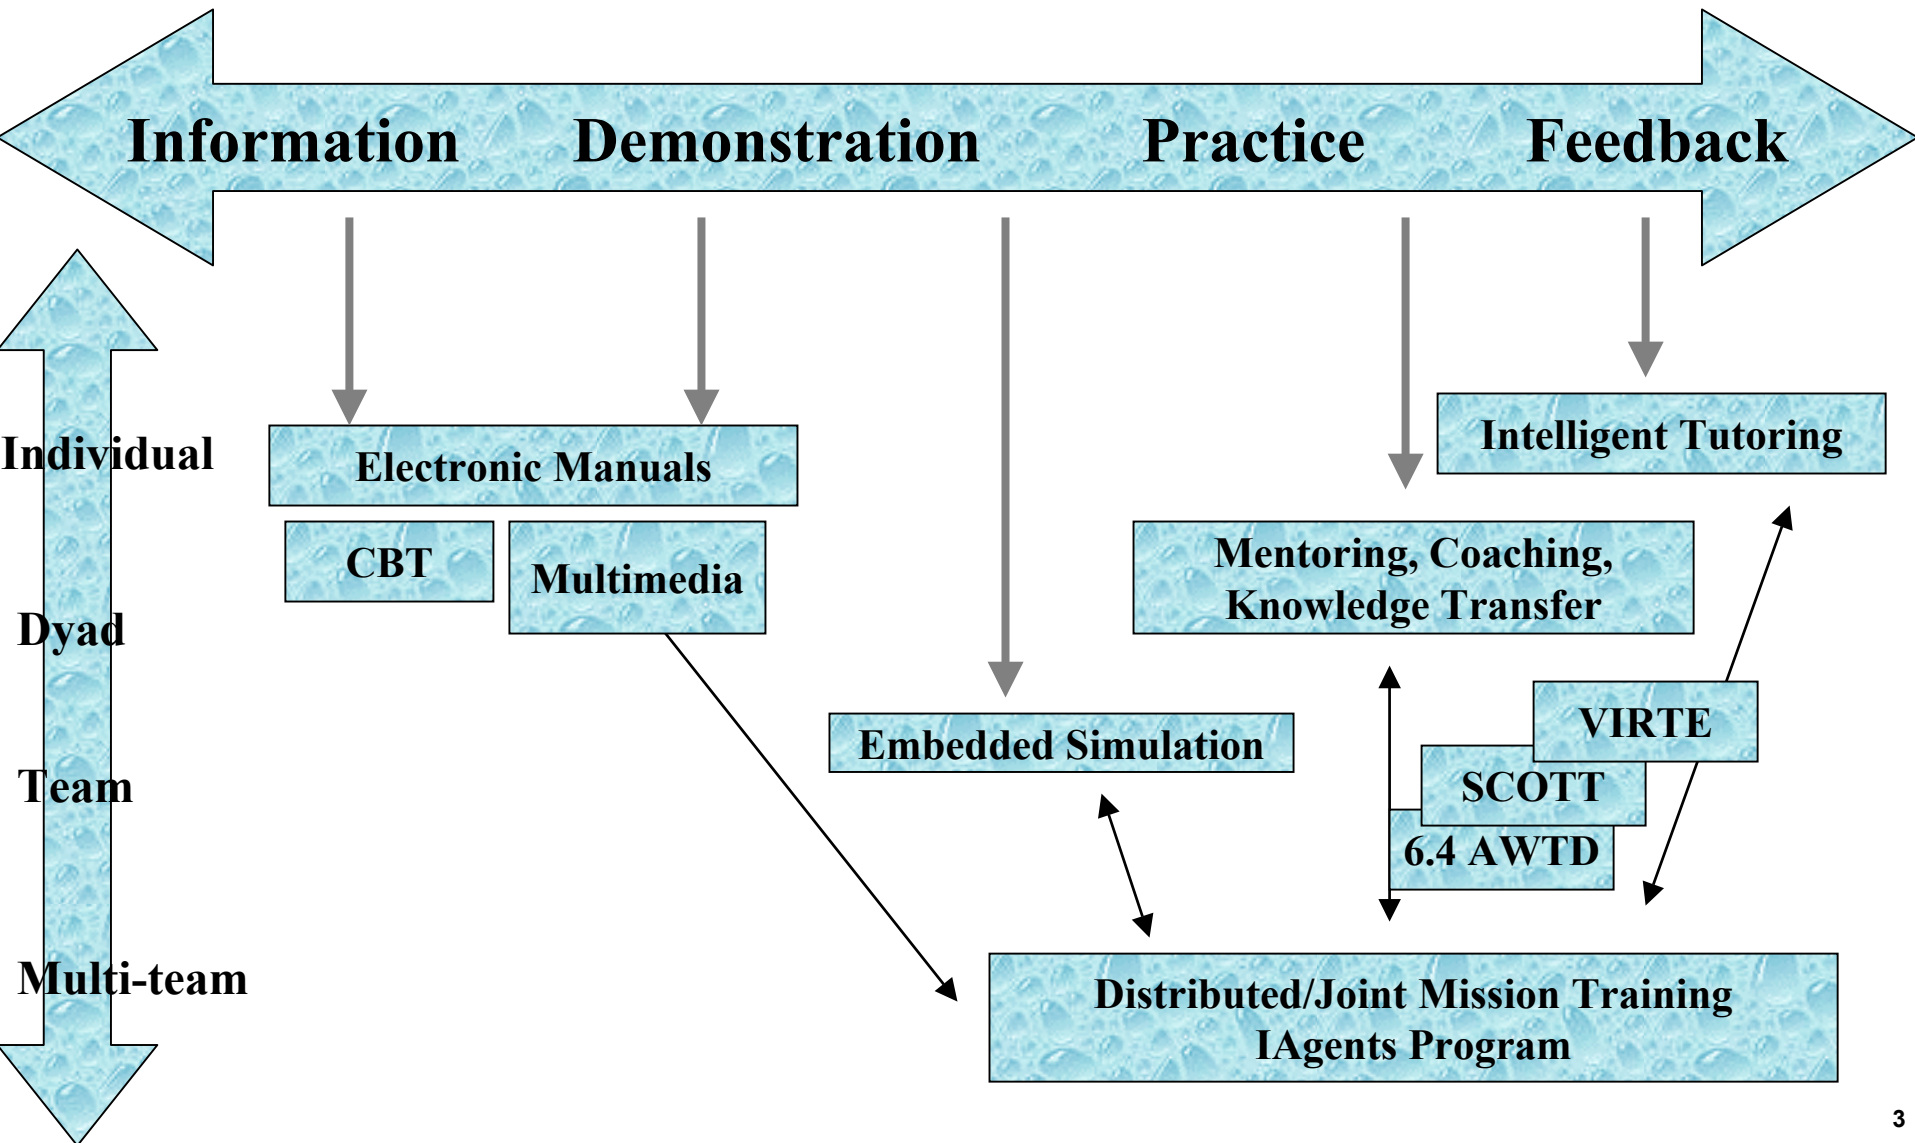 Information Demonstration Practice Feedback
Individual
Dyad
Team
Multi-team
Electronic Manuals
CBT
Multimedia
Embedded Simulation
Intelligent Tutoring
Mentoring, Coaching,
Knowledge Transfer
VIRTE
SCOTT
6.4 AWTD
Distributed/Joint Mission Training
IAgents Program
3